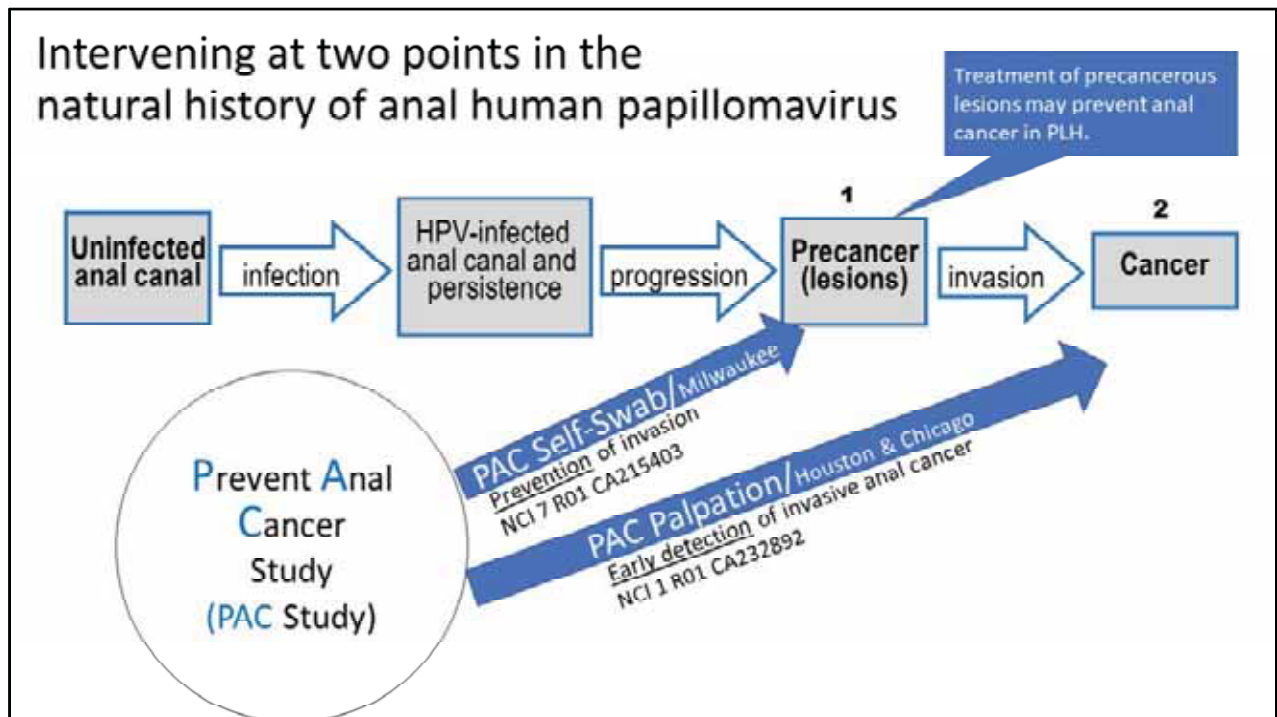 Intervening at two points in the
natural history of anal human papillomavirus
Treatment of precancerous
lesions may prevent anal
cancer in PLH.
1
2
Uninfected
anal canal
infection
HPV-infected
anal canal and
persistence
progression
Precancer
(lesions)
invasion
Cancer
PAC Self-Swab/Milwaukee
Prevention of invasion
NCI 7 R01 CA215403
PAC Palpation/Houston & Chicago
Early detection of invasive anal cancer
NCI 1 R01 CA232892
Prevent Anal
Cancer
Study
(PAC Study)